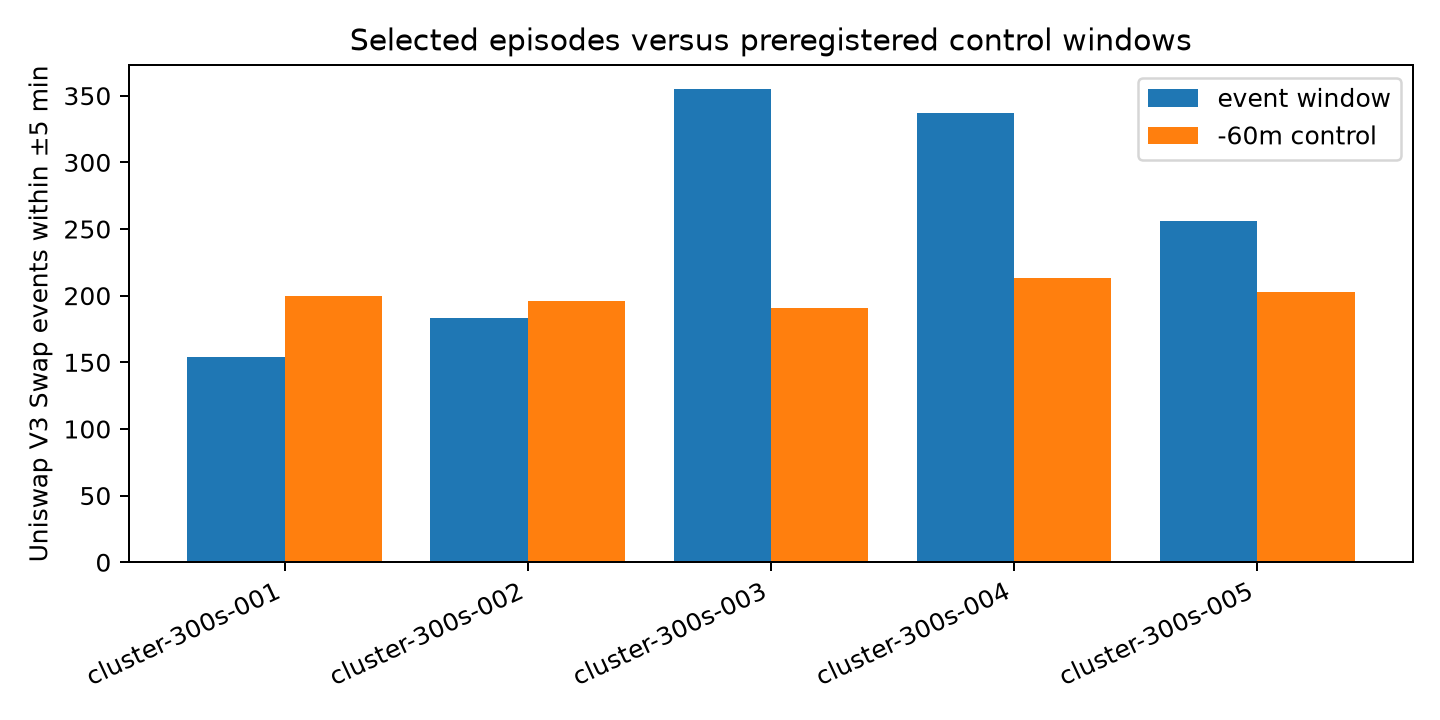 Selected episodes versus preregistered control windows
Uniswap V3 Swap events within ±5 min
350
300
250
200
150
100
50
0
event window
-60m control
cluster-300s-001
cluster-300s-002
cluster-300s-003
cluster-300s-004
cluster-300s-005